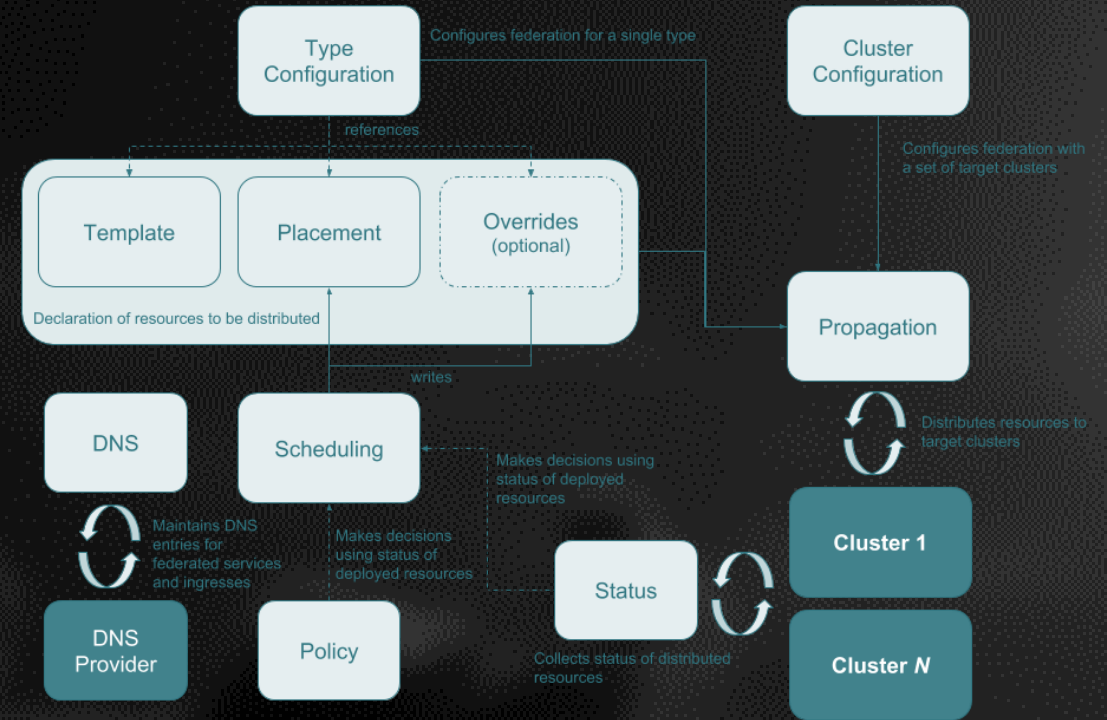 Type
Configuration
Configures federation for a single type
Cluster
Configuration
references
Configures federation with
a set of target clusters
Template
Placement
Overrides
(optional)
Declaration of resources to be distributed
Propagation
writes
DNS
Scheduling
Distributes resources to
target clusters
Makes decisions using
status of deployed
resources
Maintains DNS
entries for
federated services
and ingresses
Makes decisions
using status of
deployed resources
Cluster 1
Status
DNS
Provider
Policy
Collects status of distributed
resources
Cluster N